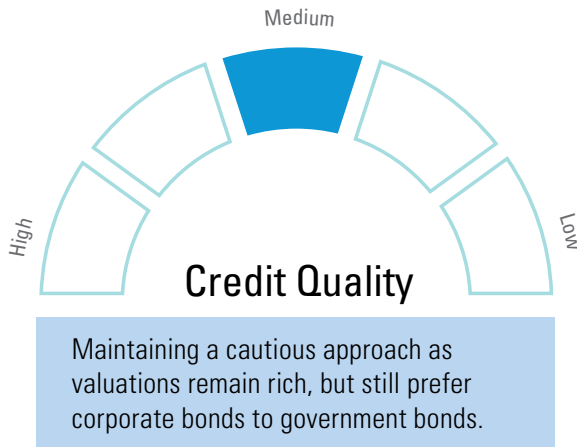 Medium
High
Low
Credit Quality
Maintaining a cautious approach as
valuations remain rich, but still prefer
corporate bonds to government bonds.